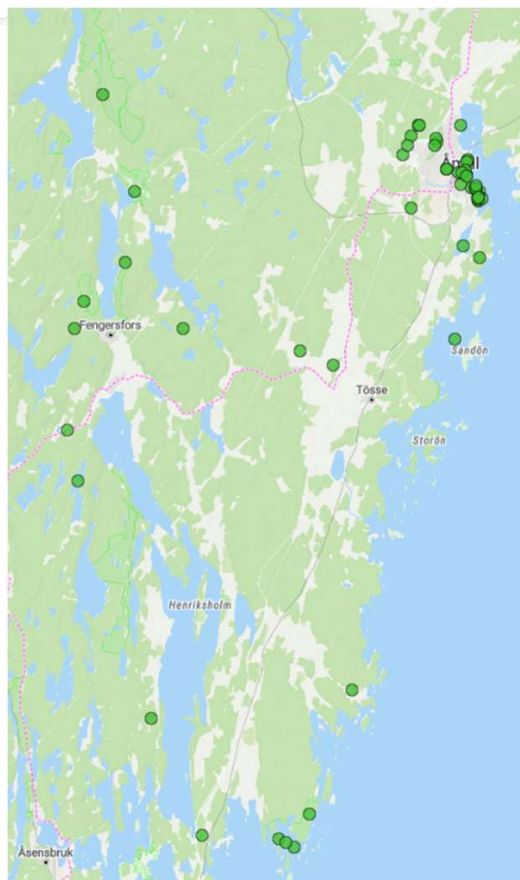 Fengersfors
Sandön
Tösse
Storön
Henriksholm
Åsensbruk